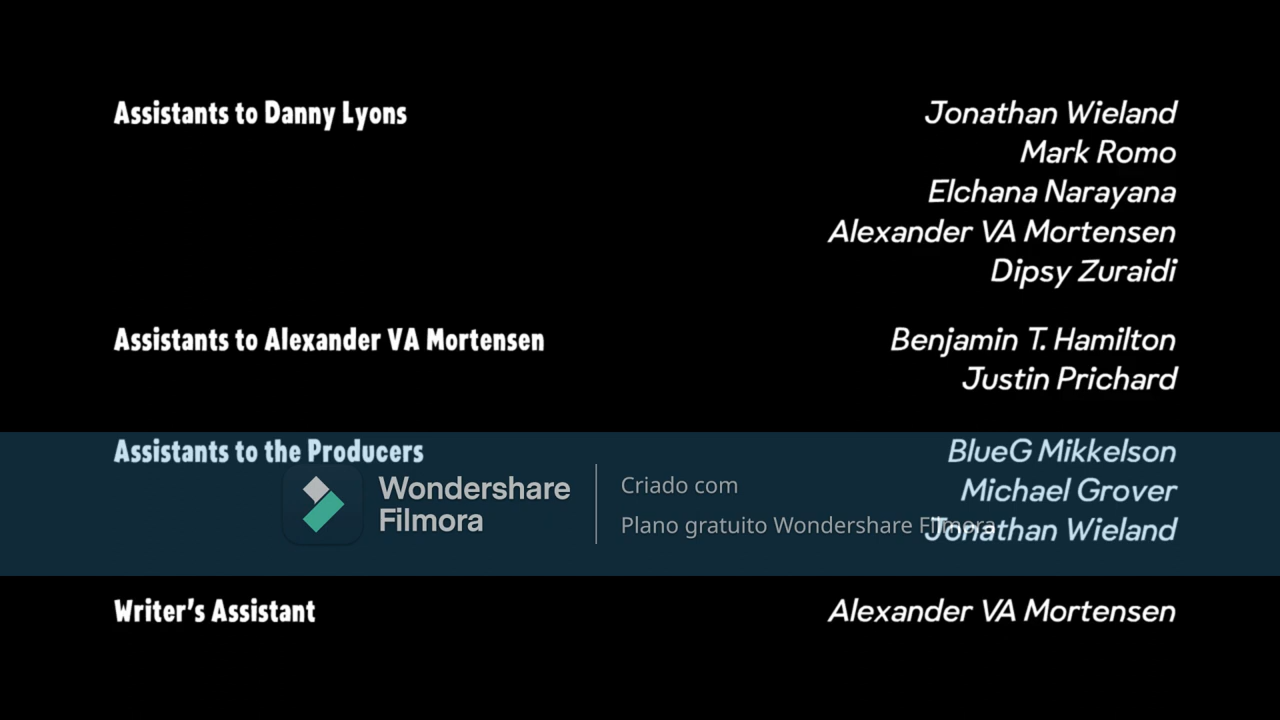 Assistants to Danny Lyons
Jonathan Wieland
Mark Romo
Elchana Narayana
Alexander VA Mortensen
Dipsy Zuraidi
Assistants to Alexander VA Mortensen
Benjamin T. Hamilton
Justin Prichard
Assistants to the Producers
BlueG Mikkelson
Michael Grover
Jonathan Wieland
Wondershare
Filmora
Criado com
Plano gratuito Wondershare Filmora
Writer's Assistant
Alexander VA Mortensen